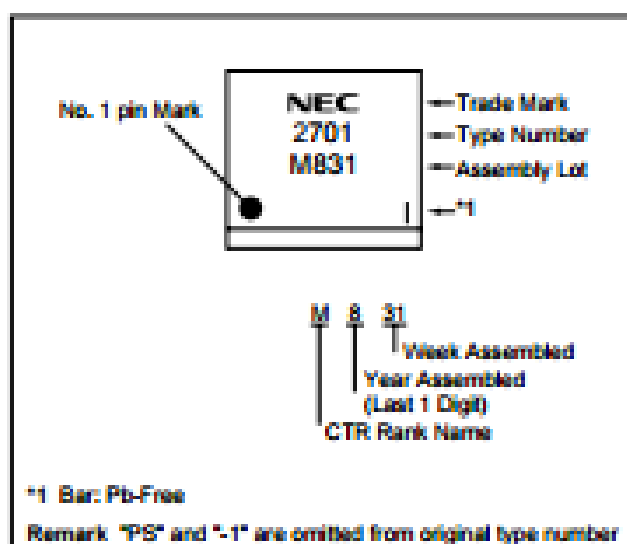 NEC
No. 1 pin Mark
Trade Mark
2701
Type Number
M831
Assembly Lot
*1
M 8 31
Week Assembled
Year Assembled
(Last 1 Digit)
CTR Rank Name
*1 Bar: Pb-Free
Remark "PS" and "-1" are omitted from original type number